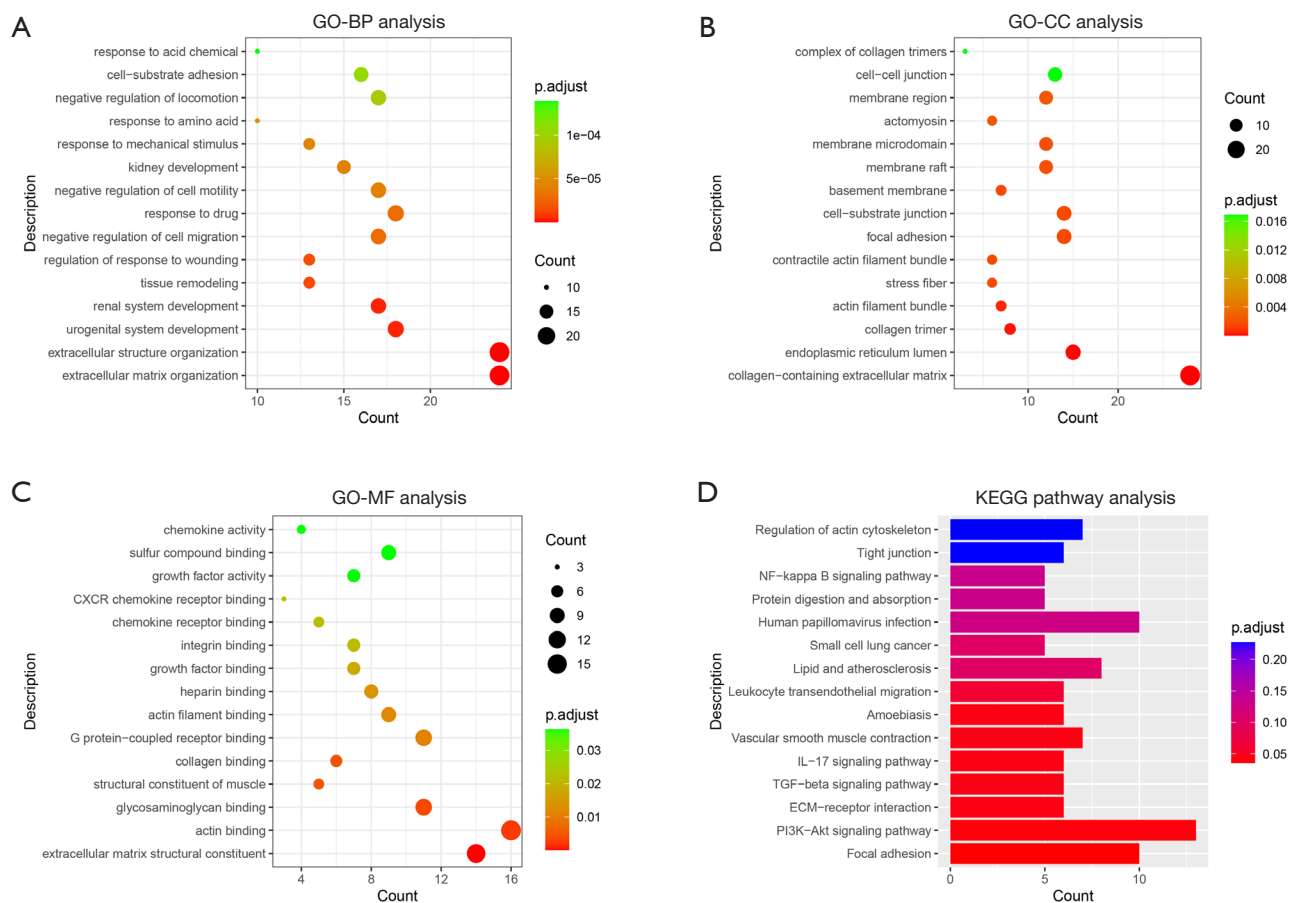 A
GO-BP analysis
Description
response to acid chemical
cell−substrate adhesion
negative regulation of locomotion
response to amino acid
response to mechanical stimulus
kidney development
negative regulation of cell motility
response to drug
negative regulation of cell migration
regulation of response to wounding
tissue remodeling
renal system development
urogenital system development
extracellular structure organization
extracellular matrix organization
10 15 20
Count
p.adjust
1e−04
5e−05
Count
10
15
20
B
GO-CC analysis
Description
complex of collagen trimers
cell−cell junction
membrane region
actomyosin
membrane microdomain
membrane raft
basement membrane
cell−substrate junction
focal adhesion
contractile actin filament bundle
stress fiber
actin filament bundle
collagen trimer
endoplasmic reticulum lumen
collagen−containing extracellular matrix
10 20
Count
Count
10
20
p.adjust
0.016
0.012
0.008
0.004
C
GO-MF analysis
Description
chemokine activity
sulfur compound binding
growth factor activity
CXCR chemokine receptor binding
chemokine receptor binding
integrin binding
growth factor binding
heparin binding
actin filament binding
G protein−coupled receptor binding
collagen binding
structural constituent of muscle
glycosaminoglycan binding
actin binding
extracellular matrix structural constituent
4 8 12 16
Count
Count
3
6
9
12
15
p.adjust
0.03
0.02
0.01
D
KEGG pathway analysis
Description
Regulation of actin cytoskeleton
Tight junction
NF−kappa B signaling pathway
Protein digestion and absorption
Human papillomavirus infection
Small cell lung cancer
Lipid and atherosclerosis
Leukocyte transendothelial migration
Amoebiasis
Vascular smooth muscle contraction
IL−17 signaling pathway
TGF−beta signaling pathway
ECM−receptor interaction
PI3K−Akt signaling pathway
Focal adhesion
0 5 10
Count
p.adjust
0.20
0.15
0.10
0.05